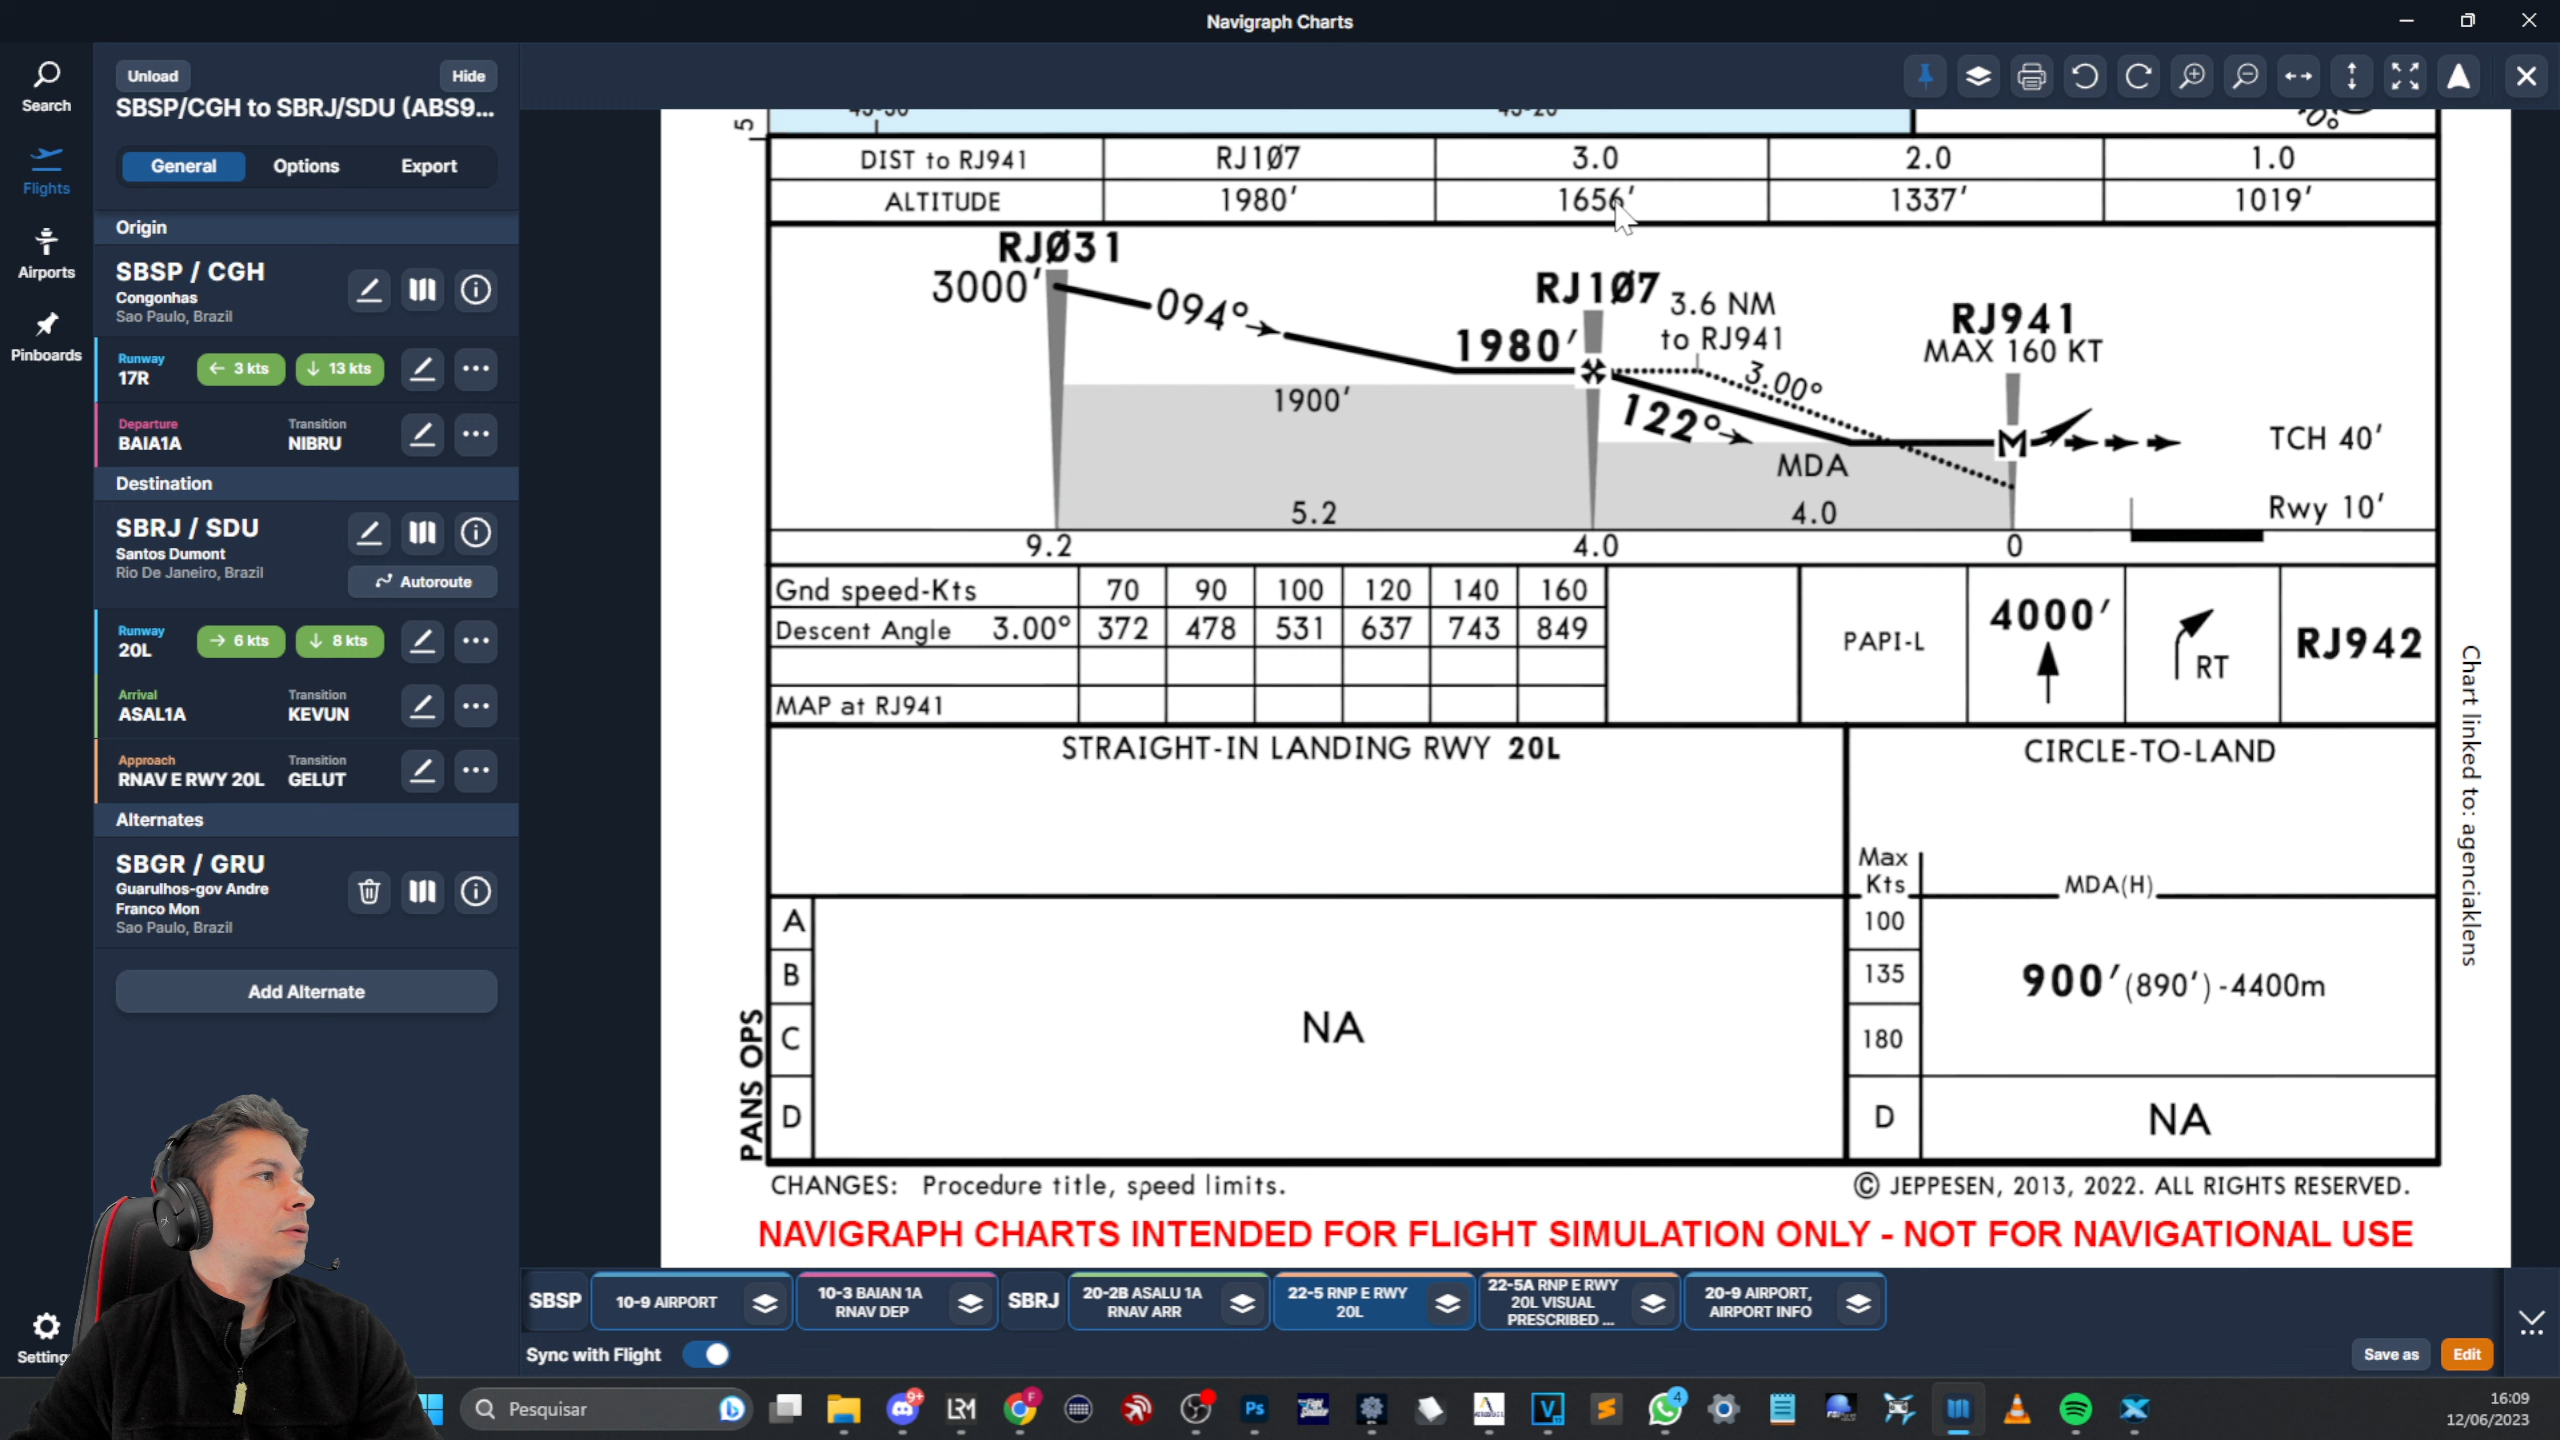 Navigraph Charts
Search
Flights
Airports
Pinboards
Unload
Hide
SBSP/CGH to SBRJ/SDU (ABS9...
General
Options
Export
Origin
SBSP / CGH
Congonhas
Sao Paulo, Brazil
Runway
17R
← 3 kts
↓ 13 kts
Departure
BAIA1A
Transition
NIBRU
Destination
SBRJ / SDU
Santos Dumont
Rio De Janeiro, Brazil
Autoroute
Runway
20L
→ 6 kts
↓ 8 kts
Arrival
ASAL1A
Transition
KEVUN
Approach
RNAV E RWY 20L
Transition
GELUT
Alternates
SBGR / GRU
Guarulhos-gov Andre
Franco Mon
Sao Paulo, Brazil
Add Alternate
5
DIST to RJ941 RJ1Ø7 3.0 2.0 1.0
ALTITUDE 1980' 1656' 1337' 1019'
RJØ31
3000'
094°
RJ1Ø7
1980'
3.6 NM
to RJ941
3.00°
122°
RJ941
MAX 160 KT
M
TCH 40'
Rwy 10'
1900'
MDA
5.2
4.0
9.2 4.0 0
Gnd speed-Kts 70 90 100 120 140 160
Descent Angle 3.00° 372 478 531 637 743 849
MAP at RJ941
PAPI-L
4000'
RT
RJ942
STRAIGHT-IN LANDING RWY 20L
CIRCLE-TO-LAND
Max
Kts
MDA(H)
A
B
C
D
NA
100
135
180
D
900'(890')-4400m
NA
PANS OPS
Chart linked to: agenciaklens
CHANGES: Procedure title, speed limits.
© JEPPESEN, 2013, 2022. ALL RIGHTS RESERVED.
NAVIGRAPH CHARTS INTENDED FOR FLIGHT SIMULATION ONLY - NOT FOR NAVIGATIONAL USE
SBSP
10-9 AIRPORT
10-3 BAIAN 1A
RNAV DEP
SBRJ
20-2B ASALU 1A
RNAV ARR
22-5 RNP E RWY
20L
22-5A RNP E RWY
20L VISUAL
PRESCRIBED ...
20-9 AIRPORT,
AIRPORT INFO
Sync with Flight
Save as
Edit
Setting
Pesquisar
9+
LRM
F
Ps
V
4
16:09
12/06/2023